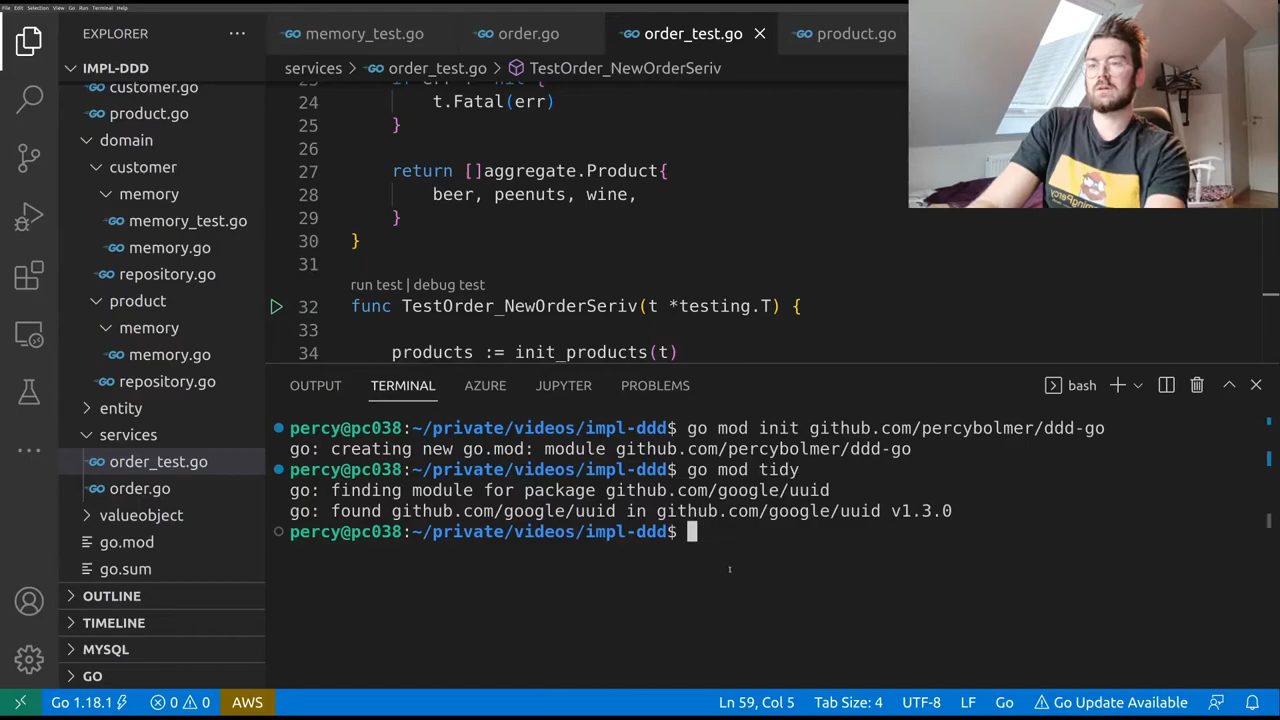 File Edit Selection View Go Run Terminal Help
EXPLORER
memory_test.go
order.go
order_test.go
product.go
IMPL-DDD
services > order_test.go > TestOrder_NewOrderSeriv
customer.go
product.go
domain
customer
memory
memory_test.go
memory.go
repository.go
product
memory
memory.go
repository.go
entity
services
order_test.go
order.go
valueobject
go.mod
go.sum
OUTLINE
TIMELINE
MYSQL
GO
24 t.Fatal(err)
25 }
26
27 return []aggregate.Product{
28 beer, peenuts, wine,
29 }
30 }
31
run test | debug test
32 func TestOrder_NewOrderSeriv(t *testing.T) {
33
34 products := init_products(t)
OUTPUT TERMINAL AZURE JUPYTER PROBLEMS
bash
percy@pc038:~/private/videos/impl-ddd$ go mod init github.com/percybolmer/ddd-go
go: creating new go.mod: module github.com/percybolmer/ddd-go
percy@pc038:~/private/videos/impl-ddd$ go mod tidy
go: finding module for package github.com/google/uuid
go: found github.com/google/uuid in github.com/google/uuid v1.3.0
percy@pc038:~/private/videos/impl-ddd$
Go 1.18.1 0 0 AWS Ln 59, Col 5 Tab Size: 4 UTF-8 LF Go Go Update Available